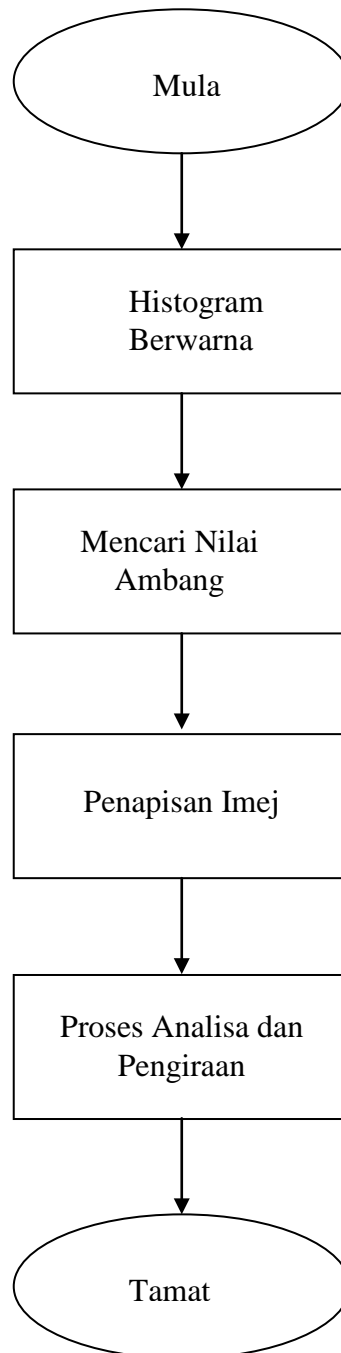 Mula
Histogram
Berwarna
Mencari Nilai
Ambang
Penapisan Imej
Proses Analisa dan
Pengiraan
Tamat